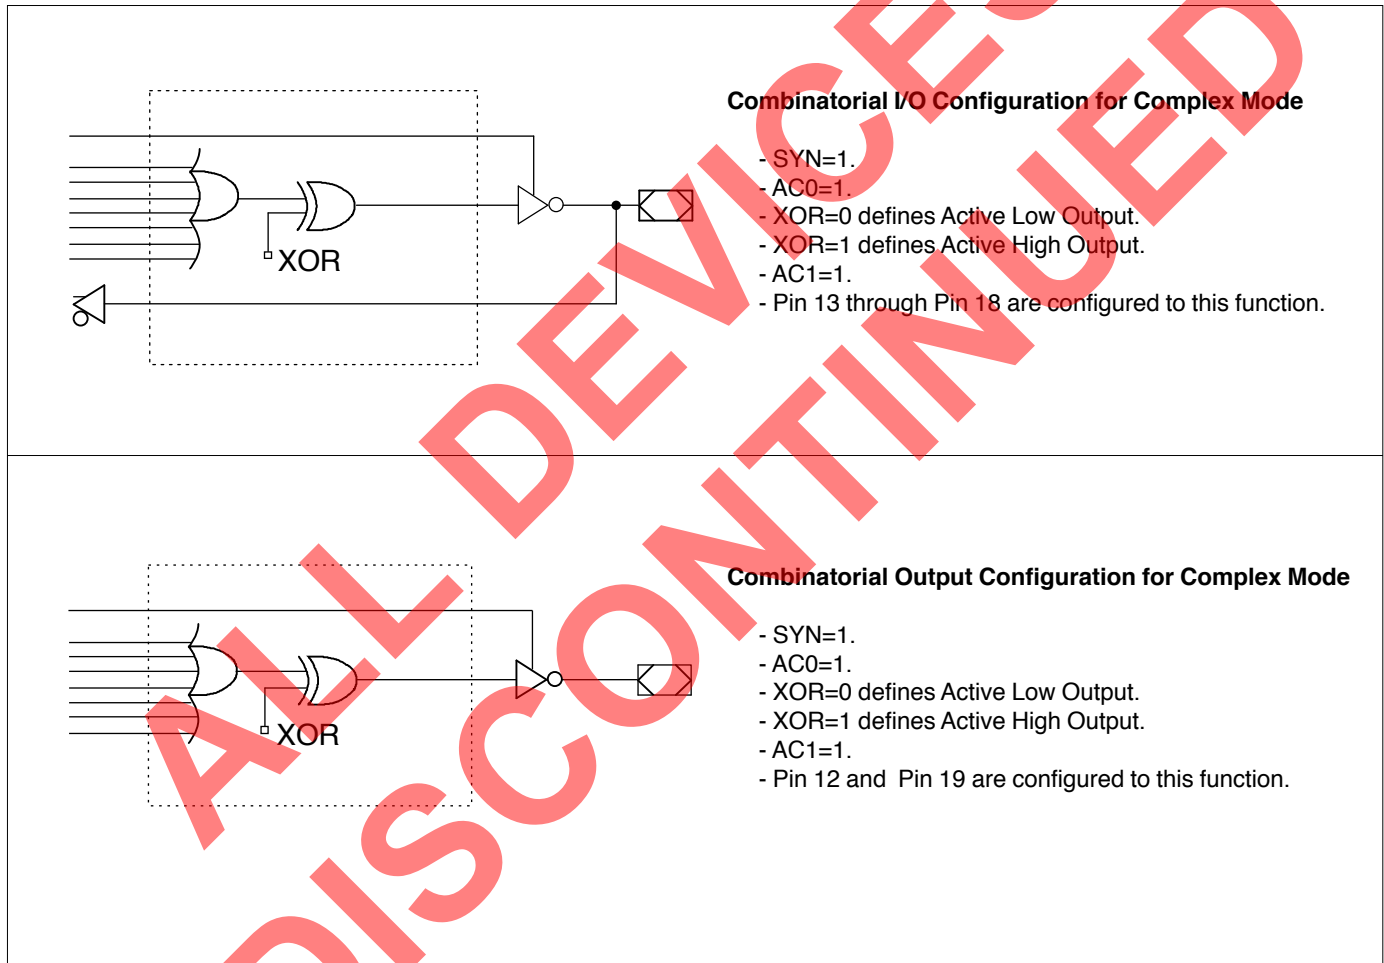 Combinatorial I/O Configuration for Complex Mode
- SYN=1.
- AC0=1.
- XOR=0 defines Active Low Output.
- XOR=1 defines Active High Output.
- AC1=1.
- Pin 13 through Pin 18 are configured to this function.
XOR
Combinatorial Output Configuration for Complex Mode
- SYN=1.
- AC0=1.
- XOR=0 defines Active Low Output.
- XOR=1 defines Active High Output.
- AC1=1.
- Pin 12 and  Pin 19 are configured to this function.
XOR
ALL DEVICES
DISCONTINUED